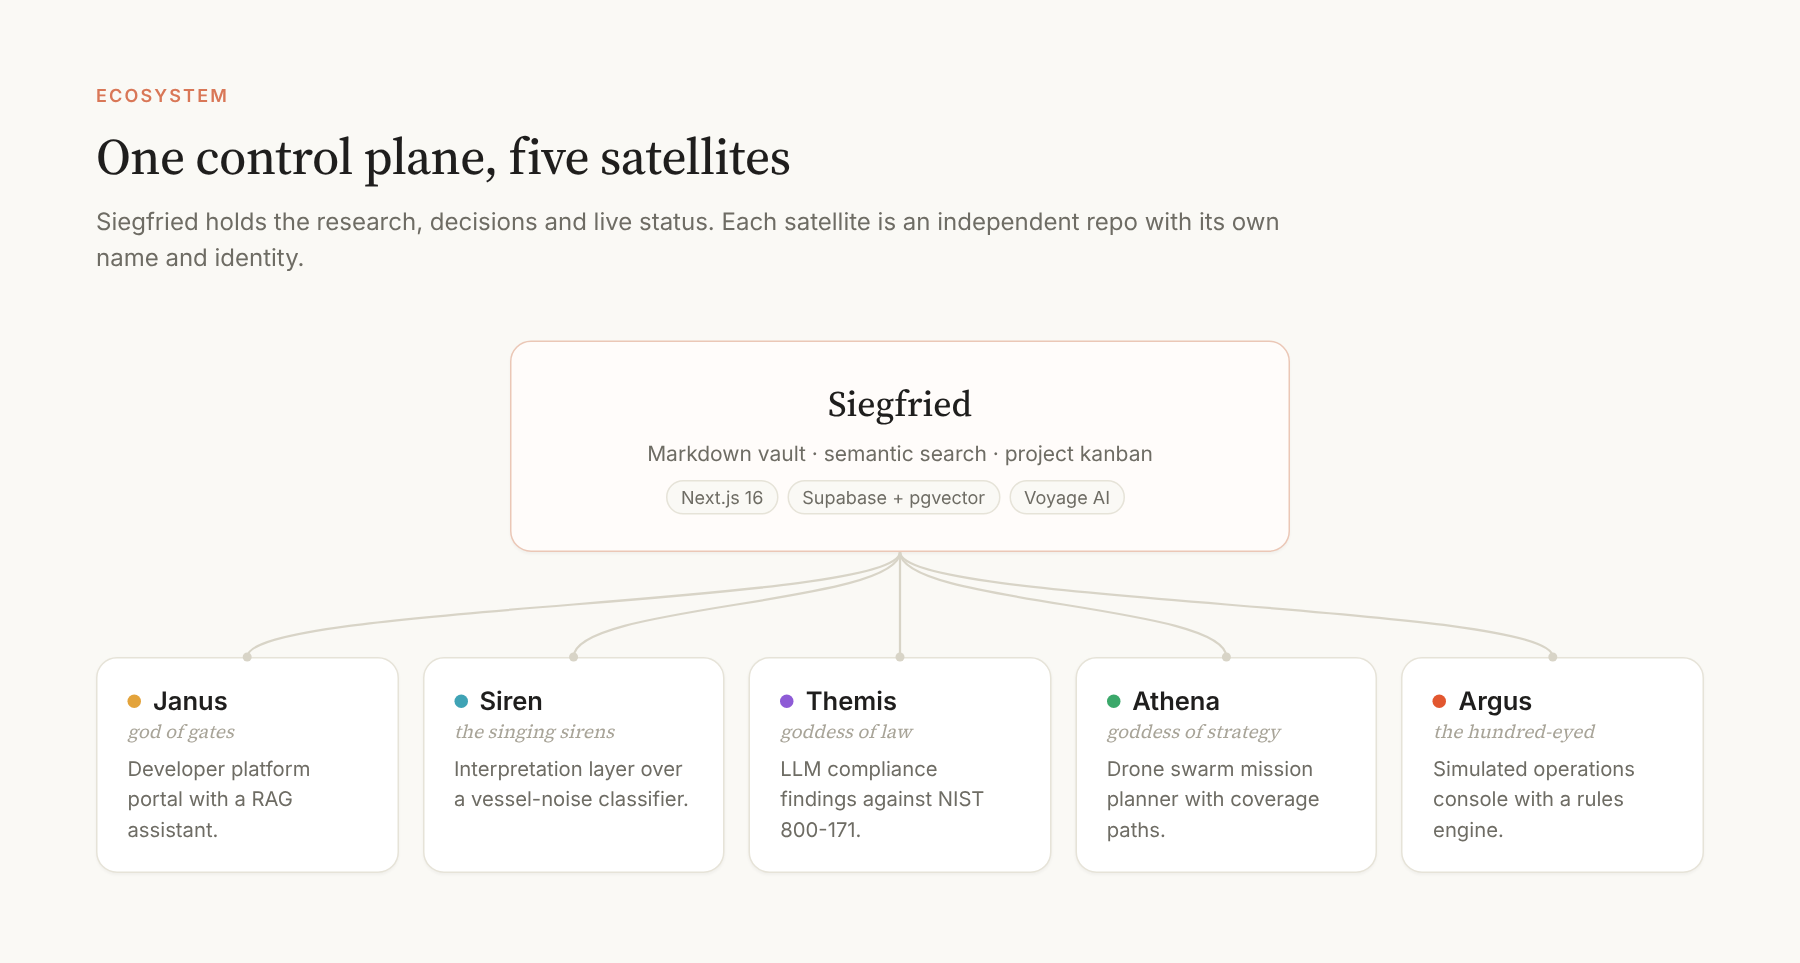 ECOSYSTEM
One control plane, five satellites
Siegfried holds the research, decisions and live status. Each satellite is an independent repo with its own
name and identity.
Siegfried
Markdown vault · semantic search · project kanban
Next.js 16
Supabase + pgvector
Voyage AI
Janus
god of gates
Developer platform
portal with a RAG
assistant.
Siren
the singing sirens
Interpretation layer over
a vessel-noise classifier.
Themis
goddess of law
LLM compliance
findings against NIST
800-171.
Athena
goddess of strategy
Drone swarm mission
planner with coverage
paths.
Argus
the hundred-eyed
Simulated operations
console with a rules
engine.